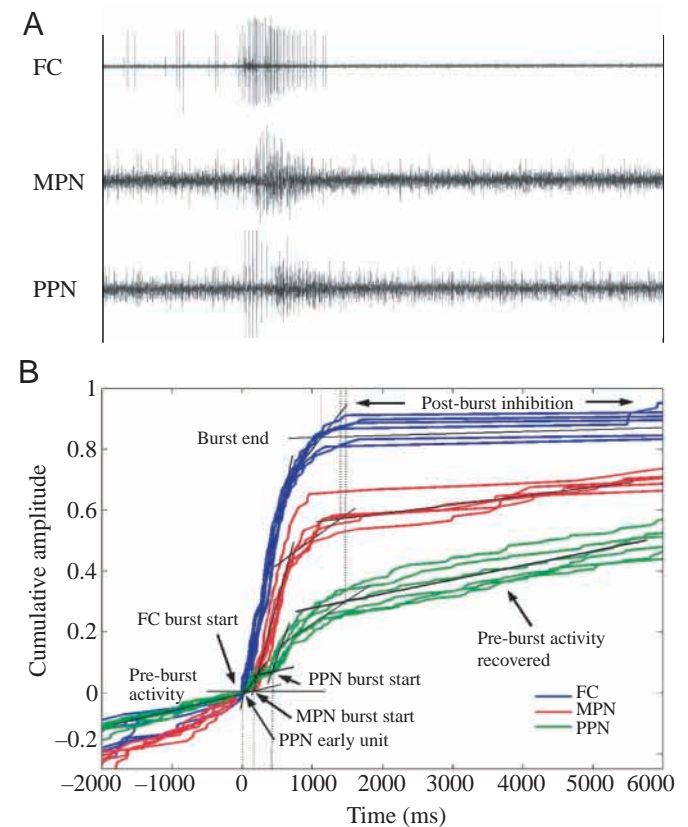 A
FC
MPN
PPN
B
1
Post-burst inhibition
Burst end
0.8
0.6
Cumulative amplitude
0.4
FC burst start
0.2
Pre-burst activity
recovered
Pre-burst
activity
PPN burst start
0
FC
MPN
PPN
MPN burst start
PPN early unit
−0.2
−2000 −1000 0 1000 2000 3000 4000 5000 6000
Time (ms)